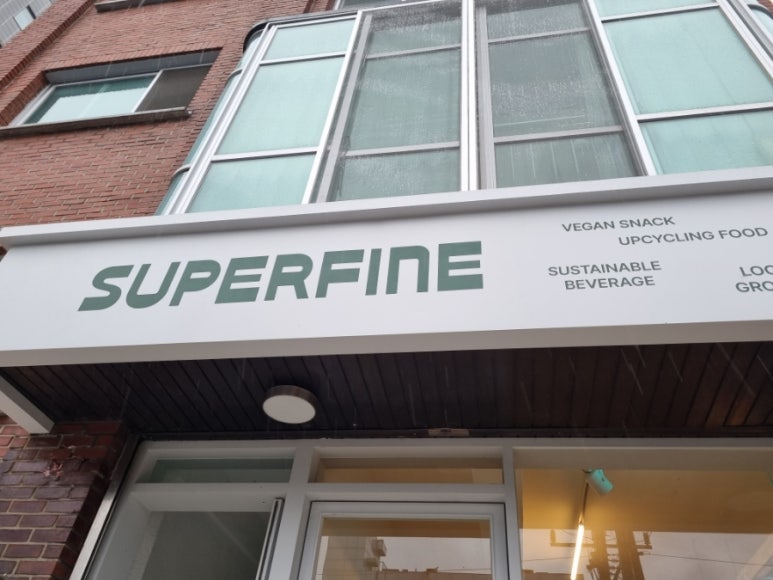 SUPERFINE
VEGAN SNACK
UPCYCLING FOOD
SUSTAINABLE
BEVERAGE